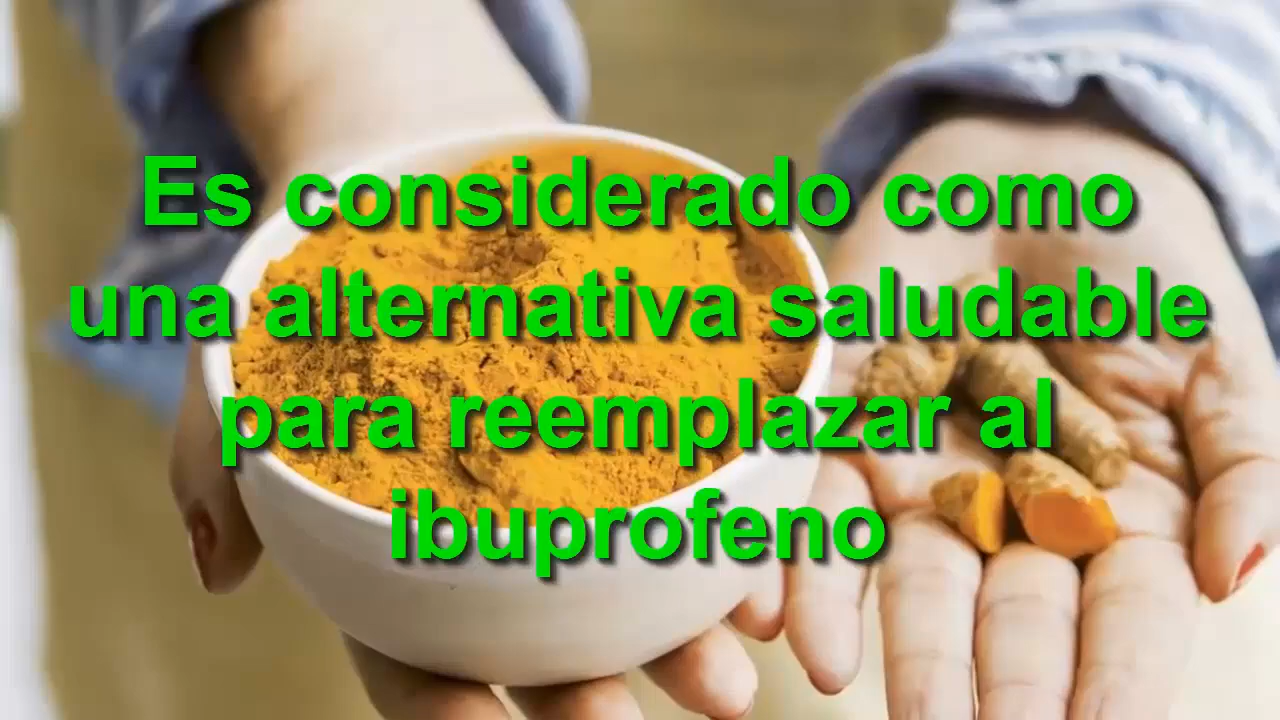 Es considerado como
una alternativa saludable
para reemplazar al
ibuprofeno